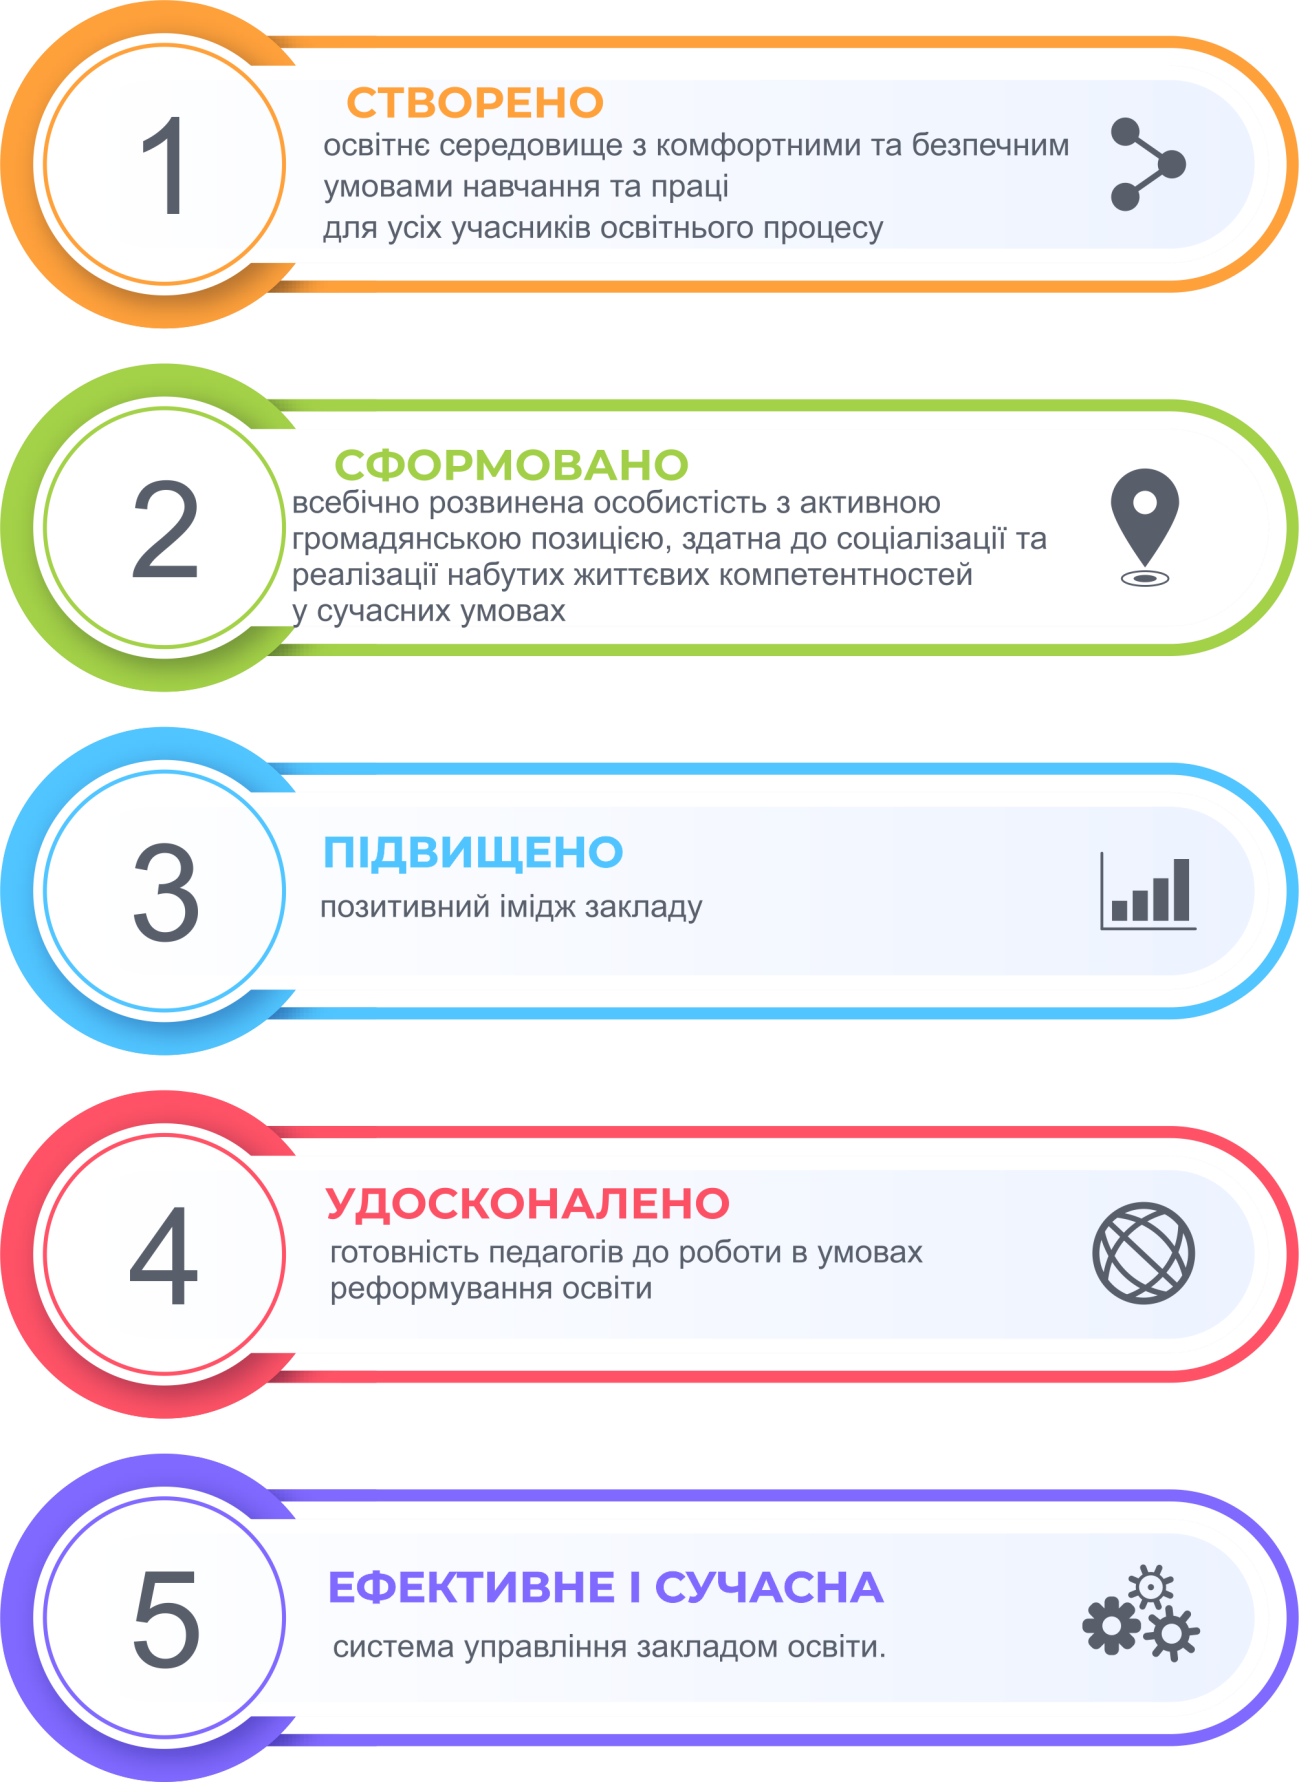 1
СТВОРЕНО
освітнє середовище з комфортними та безпечним
умовами навчання та праці
для усіх учасників освітнього процесу
2
СФОРМОВАНО
всебічно розвинена особистість з активною
громадянською позицією, здатна до соціалізації та
реалізації набутих життєвих компетентностей
у сучасних умовах
3
ПІДВИЩЕНО
позитивний імідж закладу
4
УДОСКОНАЛЕНО
готовність педагогів до роботи в умовах
реформування освіти
5
ЕФЕКТИВНЕ І СУЧАСНА
система управління закладом освіти.